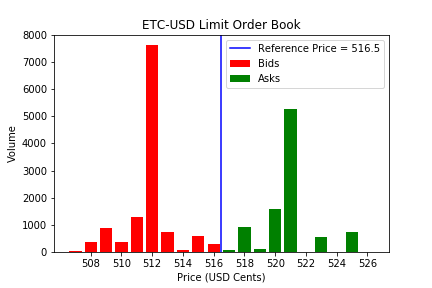 ETC-USD Limit Order Book
Reference Price = 516.5
Bids
Asks
Volume
8000
7000
6000
5000
4000
3000
2000
1000
0
508 510 512 514 516 518 520 522 524 526
Price (USD Cents)